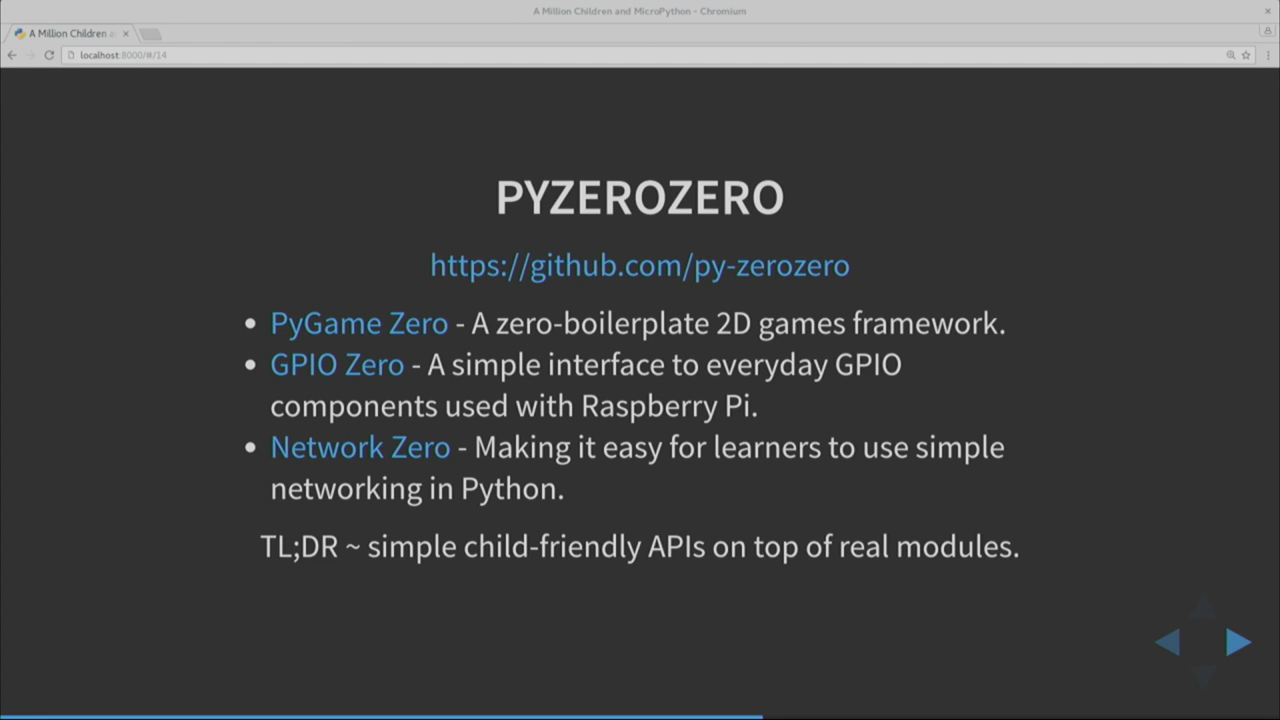 A Million Children and MicroPython - Chromium
A Million Children a
localhost:8000/#/14
PYZEROZERO
https://github.com/py-zerozero
• PyGame Zero - A zero-boilerplate 2D games framework.
• GPIO Zero - A simple interface to everyday GPIO
components used with Raspberry Pi.
• Network Zero - Making it easy for learners to use simple
networking in Python.
TL;DR ~ simple child-friendly APIs on top of real modules.